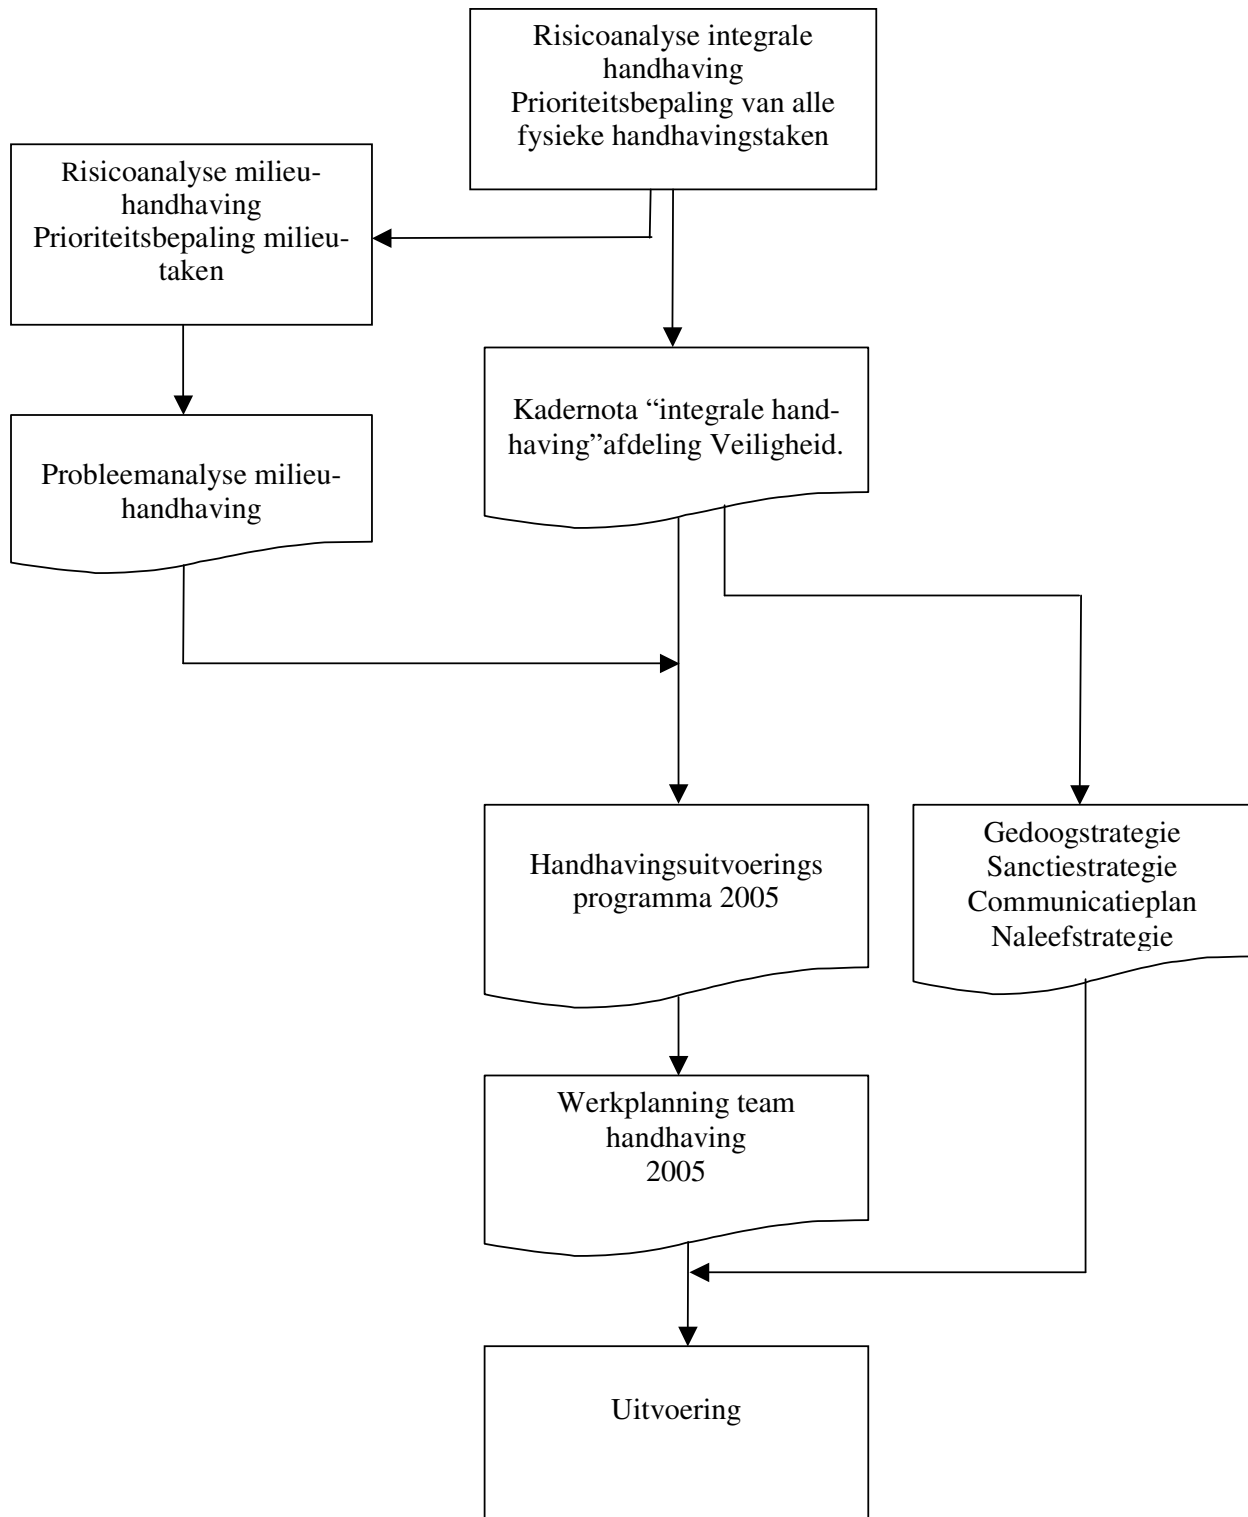 Risicoanalyse integrale
handhaving
Prioriteitsbepaling van alle
fysieke handhavingstaken
Risicoanalyse milieu-
handhaving
Prioriteitsbepaling milieu-
taken
Kadernota “integrale hand-
having”afdeling Veiligheid.
Probleemanalyse milieu-
handhaving
Handhavingsuitvoerings
programma 2005
Gedoogstrategie
Sanctiestrategie
Communicatieplan
Naleefstrategie
Werkplanning team
handhaving
2005
Uitvoering